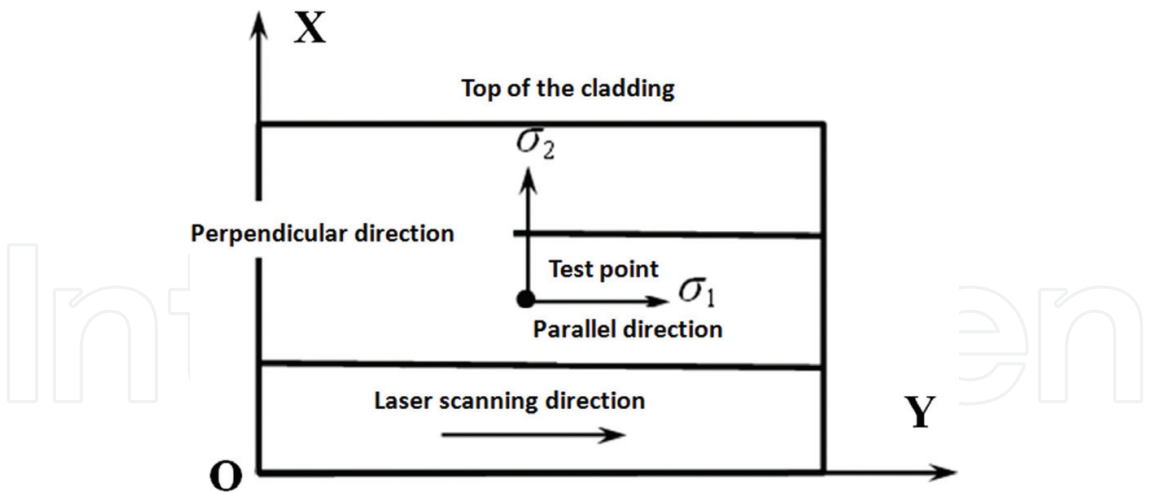 X
Top of the cladding
σ2
Perpendicular direction
Test point
σ1
Parallel direction
Laser scanning direction
Y
O